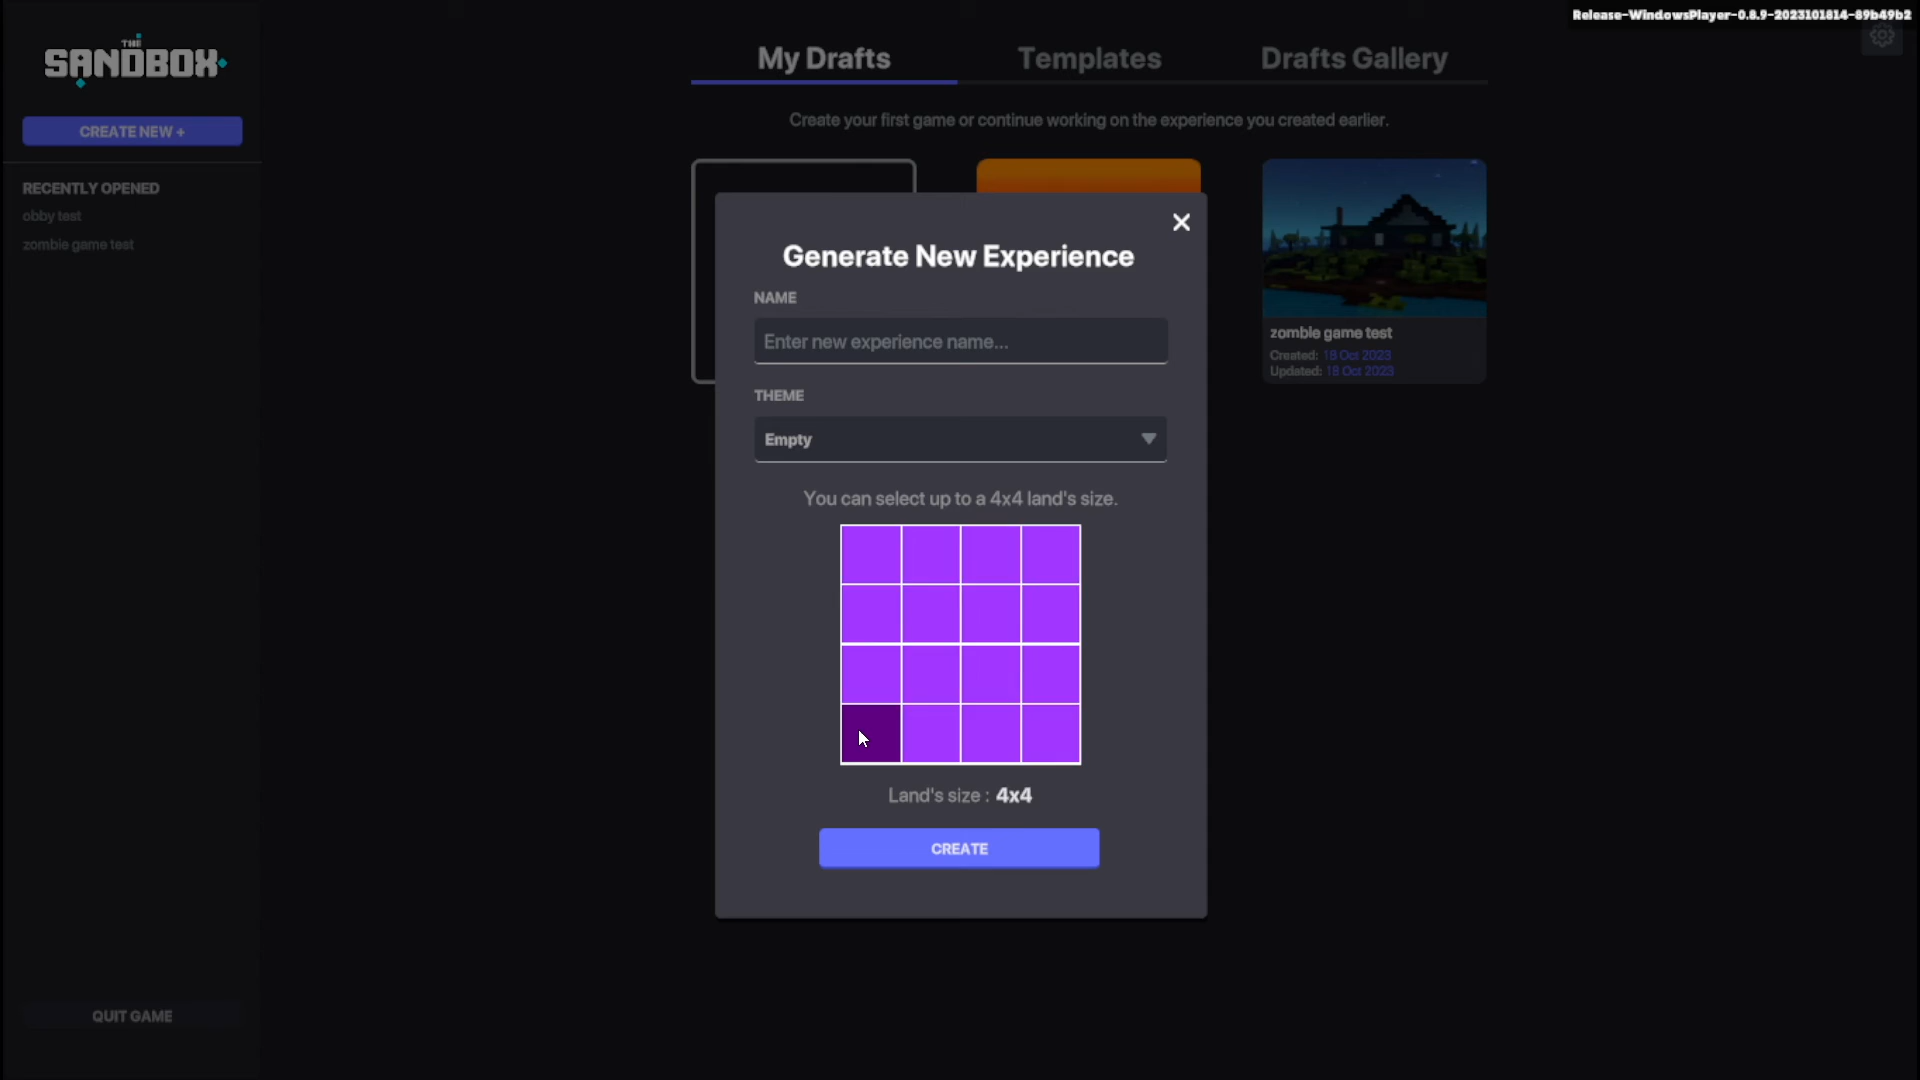 Release-WindowsPlayer-0.8.9-2023101814-89b49b2
THE
SANDBOX
CREATE NEW +
RECENTLY OPENED
obby test
zombie game test
QUIT GAME
My Drafts
Templates
Drafts Gallery
Create your first game or continue working on the experience you created earlier.
zombie game test
Created: 18 Oct 2023
Updated: 18 Oct 2023
Generate New Experience
NAME
Enter new experience name...
THEME
Empty
You can select up to a 4x4 land's size.
Land's size : 4x4
CREATE